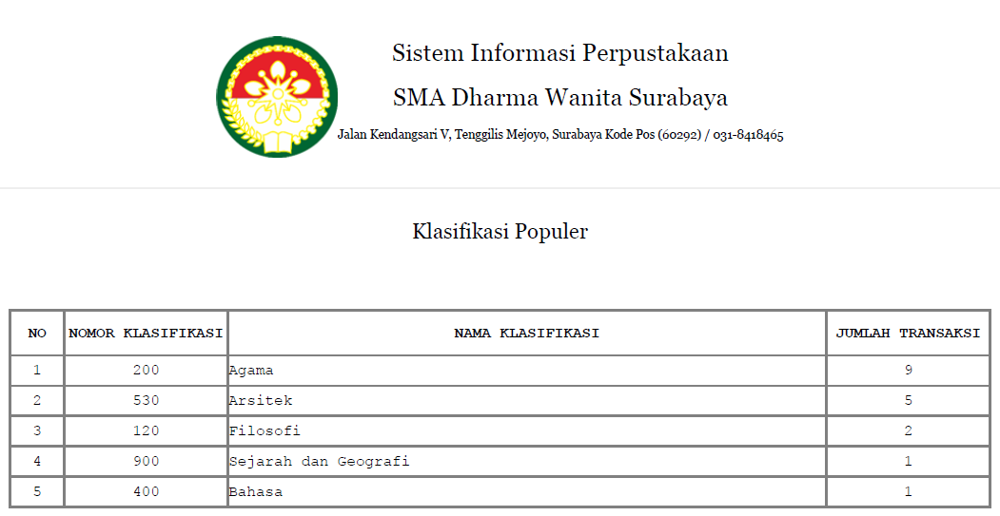 Sistem Informasi Perpustakaan
SMA Dharma Wanita Surabaya
Jalan Kendangsari V, Tenggilis Mejoyo, Surabaya Kode Pos (60292) / 031-8418465
Klasifikasi Populer
NO NOMOR KLASIFIKASI NAMA KLASIFIKASI JUMLAH TRANSAKSI
1 200 Agama 9
2 530 Arsitek 5
3 120 Filosofi 2
4 900 Sejarah dan Geografi 1
5 400 Bahasa 1